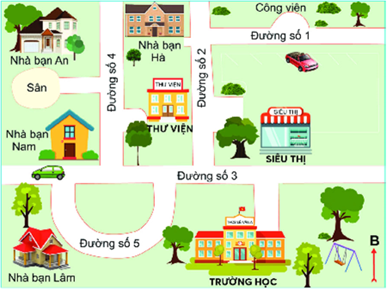 Công viên
Đường số 1
Nhà bạn An
Nhà bạn
Hà
Đường số 4
Đường số 2
Sân
THƯ VIỆN
THƯ VIỆN
SIÊU THỊ
SIÊU THỊ
Nhà bạn
Nam
Đường số 3
Đường số 5
Nhà bạn Lâm
TRƯỜNG HỌC
B